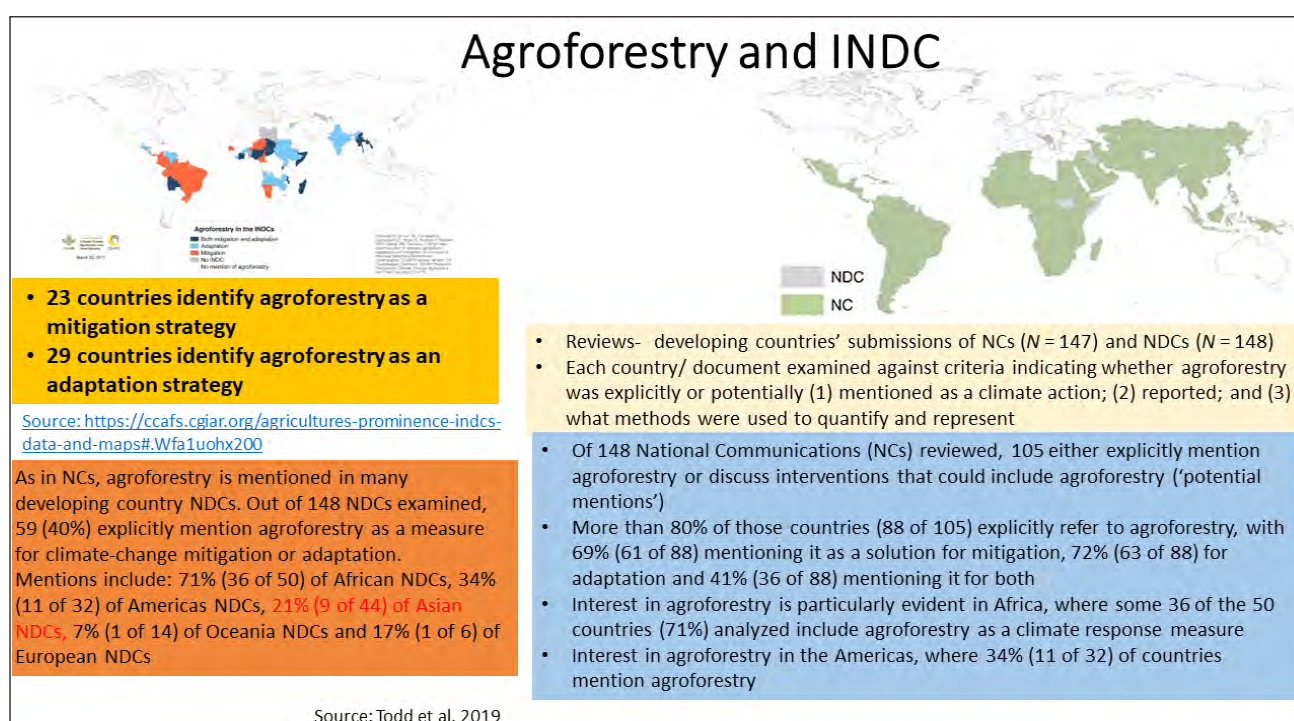 Agroforestry and INDC
Agroforestry in the INDCs
Both mitigation and adaptation
Adaptation
Mitigation
No INDC
No mention of agroforestry
NDC
NC
• 23 countries identify agroforestry as a
mitigation strategy
• 29 countries identify agroforestry as an
adaptation strategy
Source: https://ccafs.cgiar.org/agricultures-prominence-indcs-
data-and-maps#.Wfa1uohx200
As in NCs, agroforestry is mentioned in many
developing country NDCs. Out of 148 NDCs examined,
59 (40%) explicitly mention agroforestry as a measure
for climate-change mitigation or adaptation.
Mentions include: 71% (36 of 50) of African NDCs, 34%
(11 of 32) of Americas NDCs, 21% (9 of 44) of Asian
NDCs, 7% (1 of 14) of Oceania NDCs and 17% (1 of 6) of
European NDCs
Source: Todd et al. 2019
• Reviews- developing countries’ submissions of NCs (N = 147) and NDCs (N = 148)
• Each country/ document examined against criteria indicating whether agroforestry
was explicitly or potentially (1) mentioned as a climate action; (2) reported; and (3)
what methods were used to quantify and represent
• Of 148 National Communications (NCs) reviewed, 105 either explicitly mention
agroforestry or discuss interventions that could include agroforestry (‘potential
mentions’)
• More than 80% of those countries (88 of 105) explicitly refer to agroforestry, with
69% (61 of 88) mentioning it as a solution for mitigation, 72% (63 of 88) for
adaptation and 41% (36 of 88) mentioning it for both
• Interest in agroforestry is particularly evident in Africa, where some 36 of the 50
countries (71%) analyzed include agroforestry as a climate response measure
• Interest in agroforestry in the Americas, where 34% (11 of 32) of countries
mention agroforestry